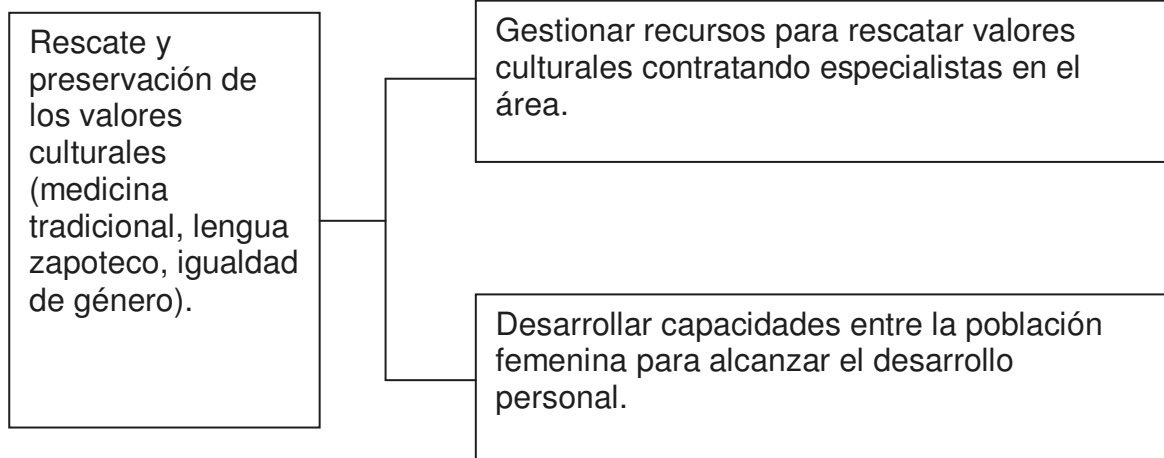 Rescate y
preservación de
los valores
culturales
(medicina
tradicional, lengua
zapoteco, igualdad
de género).
Gestionar recursos para rescatar valores
culturales contratando especialistas en el
área.
Desarrollar capacidades entre la población
femenina para alcanzar el desarrollo
personal.